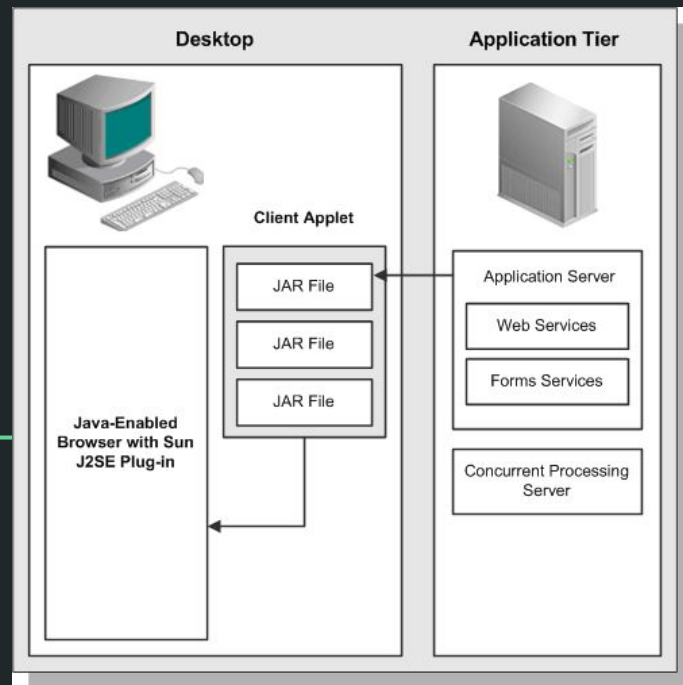 Desktop
Application Tier
Client Applet
JAR File
JAR File
JAR File
Java-Enabled
Browser with Sun
J2SE Plug-in
Application Server
Web Services
Forms Services
Concurrent Processing
Server